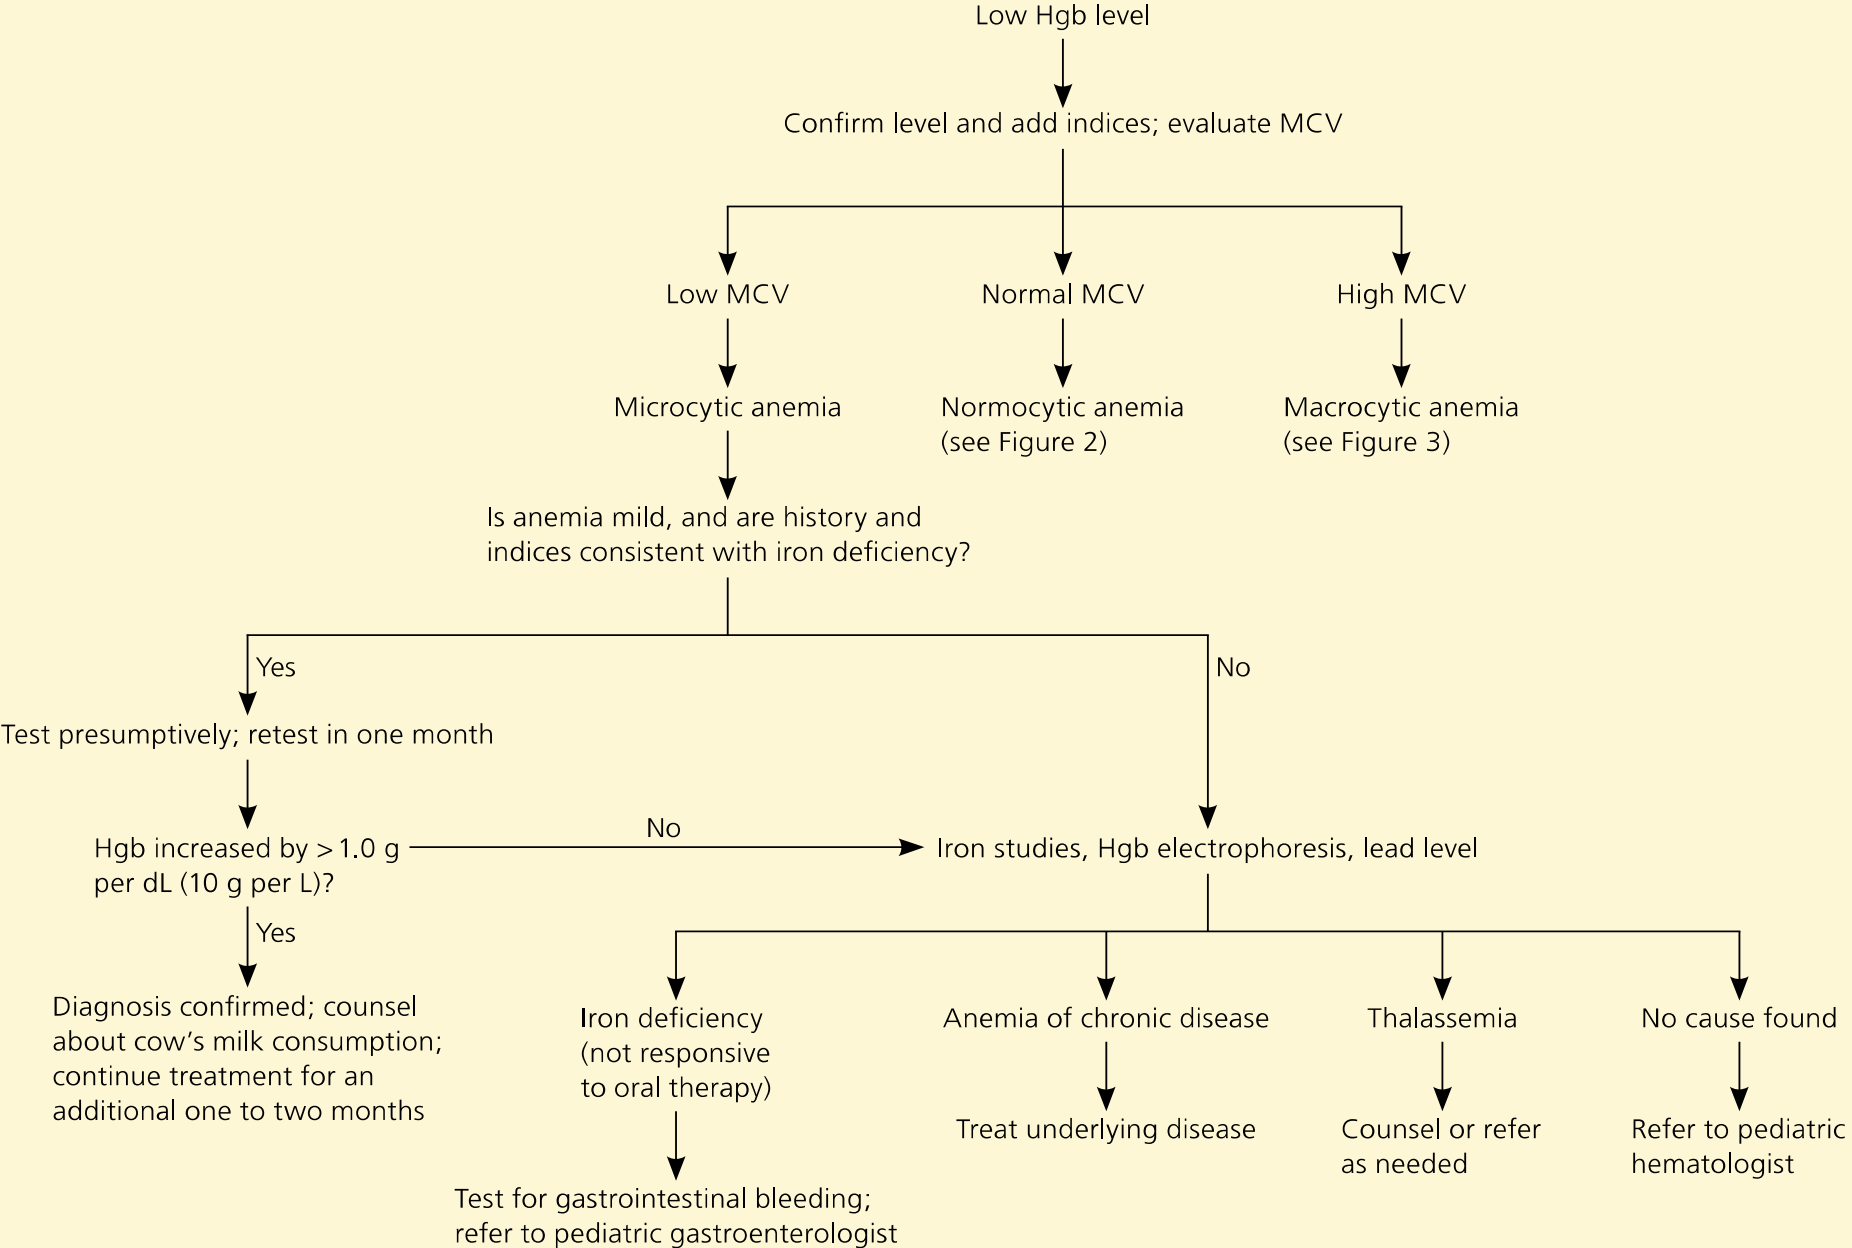 Low Hgb level
Confirm level and add indices; evaluate MCV
Low MCV
Normal MCV
High MCV
Microcytic anemia
Normocytic anemia
(see Figure 2)
Macrocytic anemia
(see Figure 3)
Is anemia mild, and are history and
indices consistent with iron deficiency?
Yes
No
Test presumptively; retest in one month
Hgb increased by >1.0 g
per dL (10 g per L)?
No
Iron studies, Hgb electrophoresis, lead level
Yes
Diagnosis confirmed; counsel
about cow's milk consumption;
continue treatment for an
additional one to two months
Iron deficiency
(not responsive
to oral therapy)
Anemia of chronic disease
Thalassemia
No cause found
Treat underlying disease
Counsel or refer
as needed
Refer to pediatric
hematologist
Test for gastrointestinal bleeding;
refer to pediatric gastroenterologist